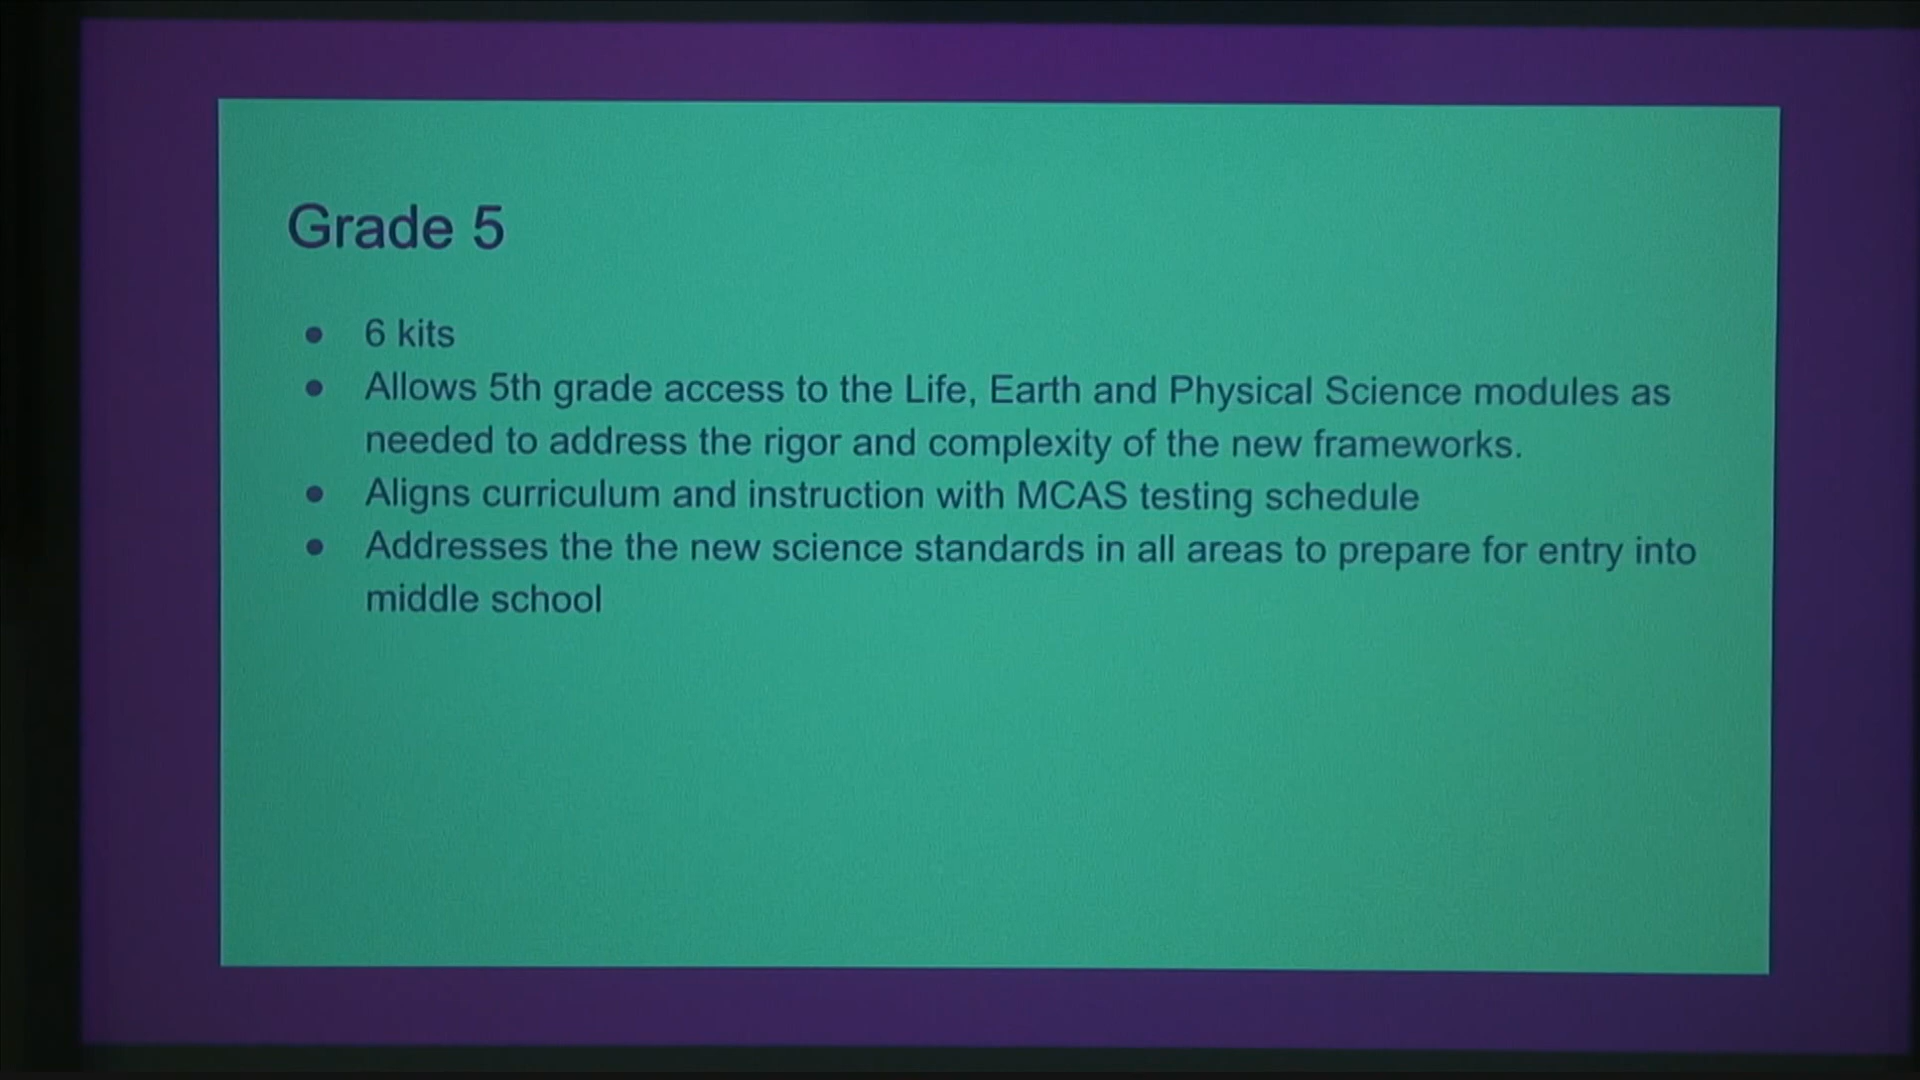 Grade 5
● 6 kits
● Allows 5th grade access to the Life, Earth and Physical Science modules as
needed to address the rigor and complexity of the new frameworks.
● Aligns curriculum and instruction with MCAS testing schedule
● Addresses the the new science standards in all areas to prepare for entry into
middle school